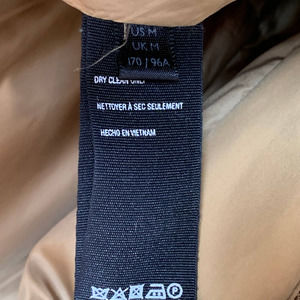 US M
UK M
170 / 96A
DRY CLEAN ONLY
NETTOYER À SEC SEULEMENT
HECHO EN VIETNAM
P